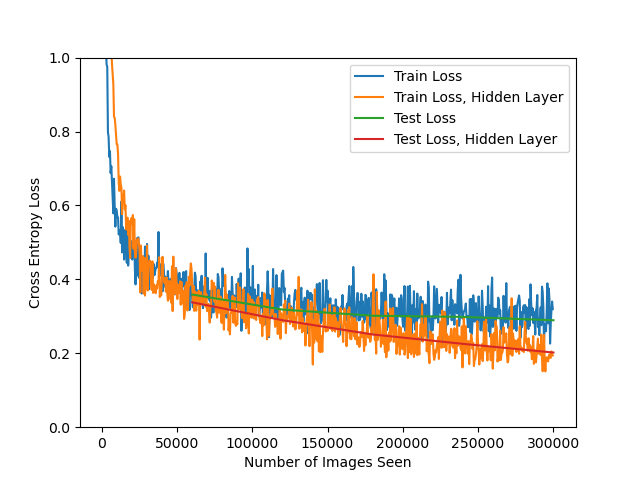 1.0
0.8
0.6
0.4
0.2
0.0
Cross Entropy Loss
Train Loss
Train Loss, Hidden Layer
Test Loss
Test Loss, Hidden Layer
0 50000 100000 150000 200000 250000 300000
Number of Images Seen